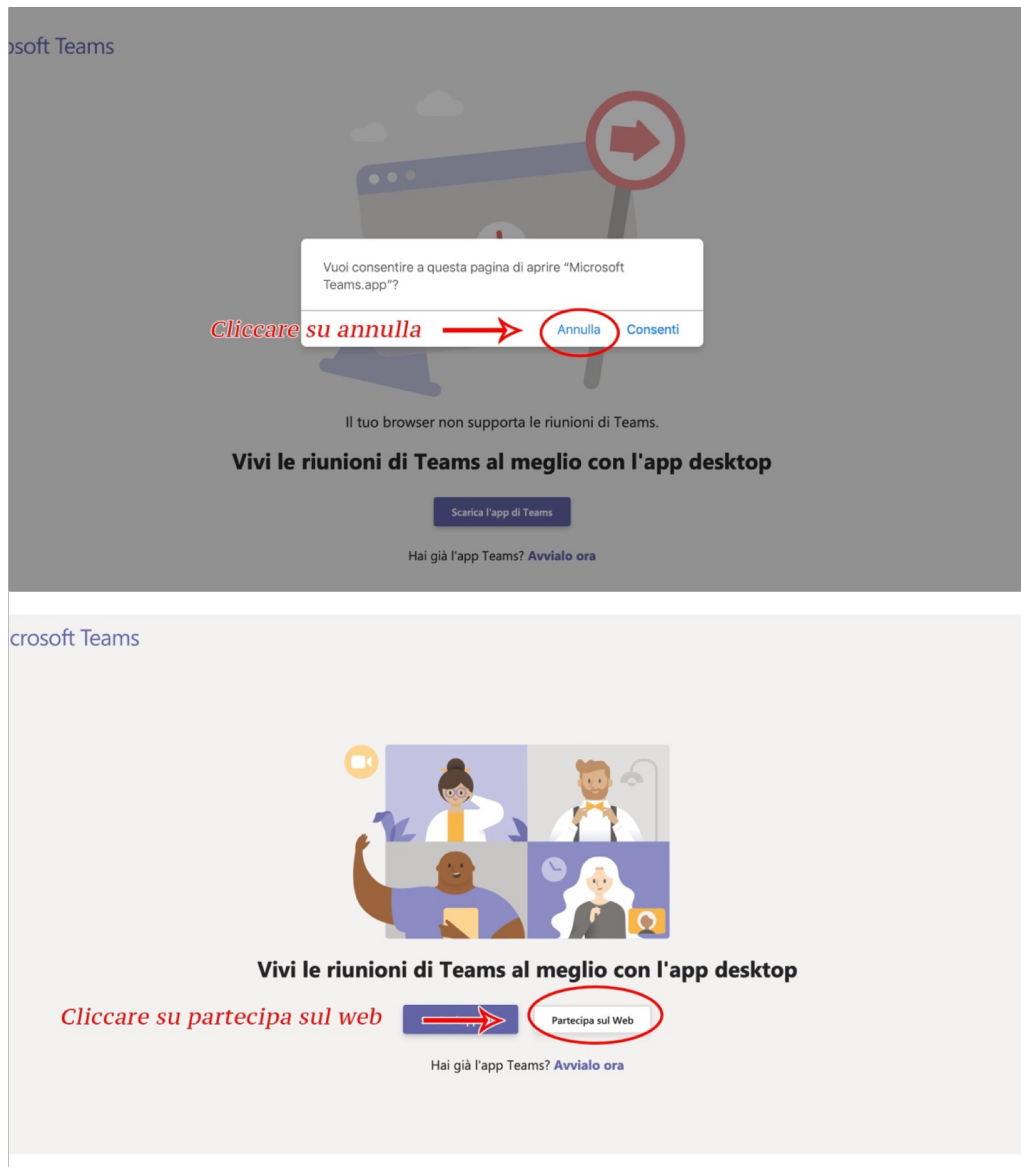 osoft Teams
Vuoi consentire a questa pagina di aprire “Microsoft
Teams.app”?
Cliccare su annulla
Annulla Consenti
Il tuo browser non supporta le riunioni di Teams.
Vivi le riunioni di Teams al meglio con l'app desktop
Scarica l'app di Teams
Hai già l'app Teams? Avvialo ora
crosoft Teams
Vivi le riunioni di Teams al meglio con l'app desktop
Cliccare su partecipa sul web
Partecipa sul Web
Hai già l'app Teams? Avvialo ora